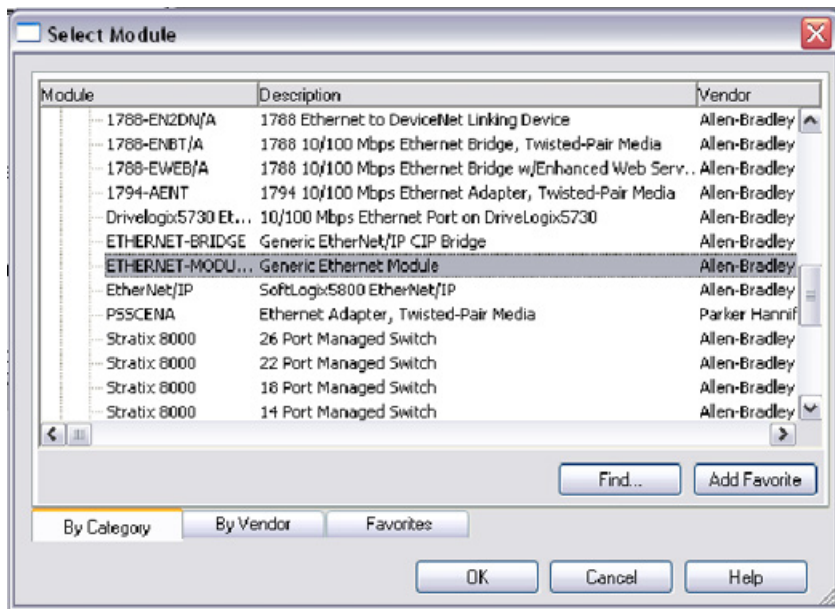 Select Module
Module Description Vendor
1788-EN2DN/A 1788 Ethernet to DeviceNet Linking Device Allen-Bradley
1788-ENBT/A 1788 10/100 Mbps Ethernet Bridge, Twisted-Pair Media Allen-Bradley
1788-EWEB/A 1788 10/100 Mbps Ethernet Bridge w/Enhanced Web Serv... Allen-Bradley
1794-AENT 1794 10/100 Mbps Ethernet Adapter, Twisted-Pair Media Allen-Bradley
Drivelogix5730 Et... 10/100 Mbps Ethernet Port on DriveLogix5730 Allen-Bradley
ETHERNET-BRIDGE Generic EtherNet/IP CIP Bridge Allen-Bradley
ETHERNET-MODU... Generic Ethernet Module Allen-Bradley
EtherNet/IP SoftLogix5800 EtherNet/IP Allen-Bradley
PSSCENA Ethernet Adapter, Twisted-Pair Media Parker Hannif
Stratix 8000 26 Port Managed Switch Allen-Bradley
Stratix 8000 22 Port Managed Switch Allen-Bradley
Stratix 8000 18 Port Managed Switch Allen-Bradley
Stratix 8000 14 Port Managed Switch Allen-Bradley
Find... Add Favorite
By Category By Vendor Favorites
OK Cancel Help